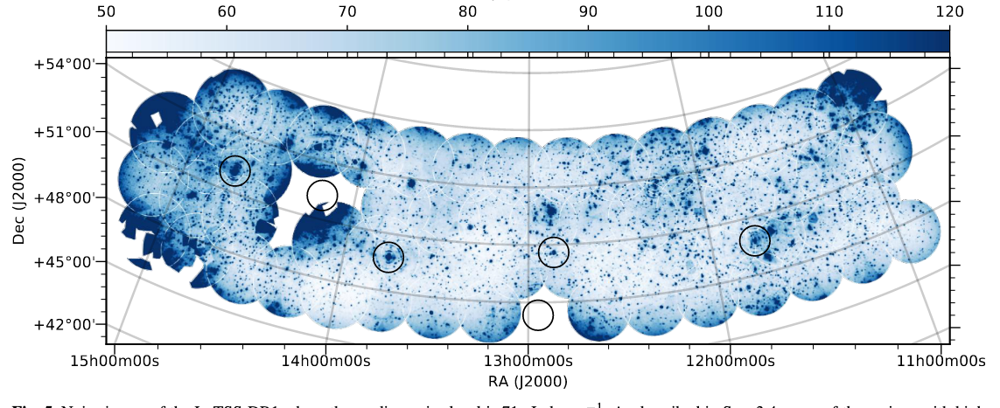 50 60 70 80 90 100 110 120
+54°00'
+51°00'
+48°00'
+45°00'
+42°00'
Dec (J2000)
15h00m00s 14h00m00s 13h00m00s 12h00m00s 11h00m00s
RA (J2000)